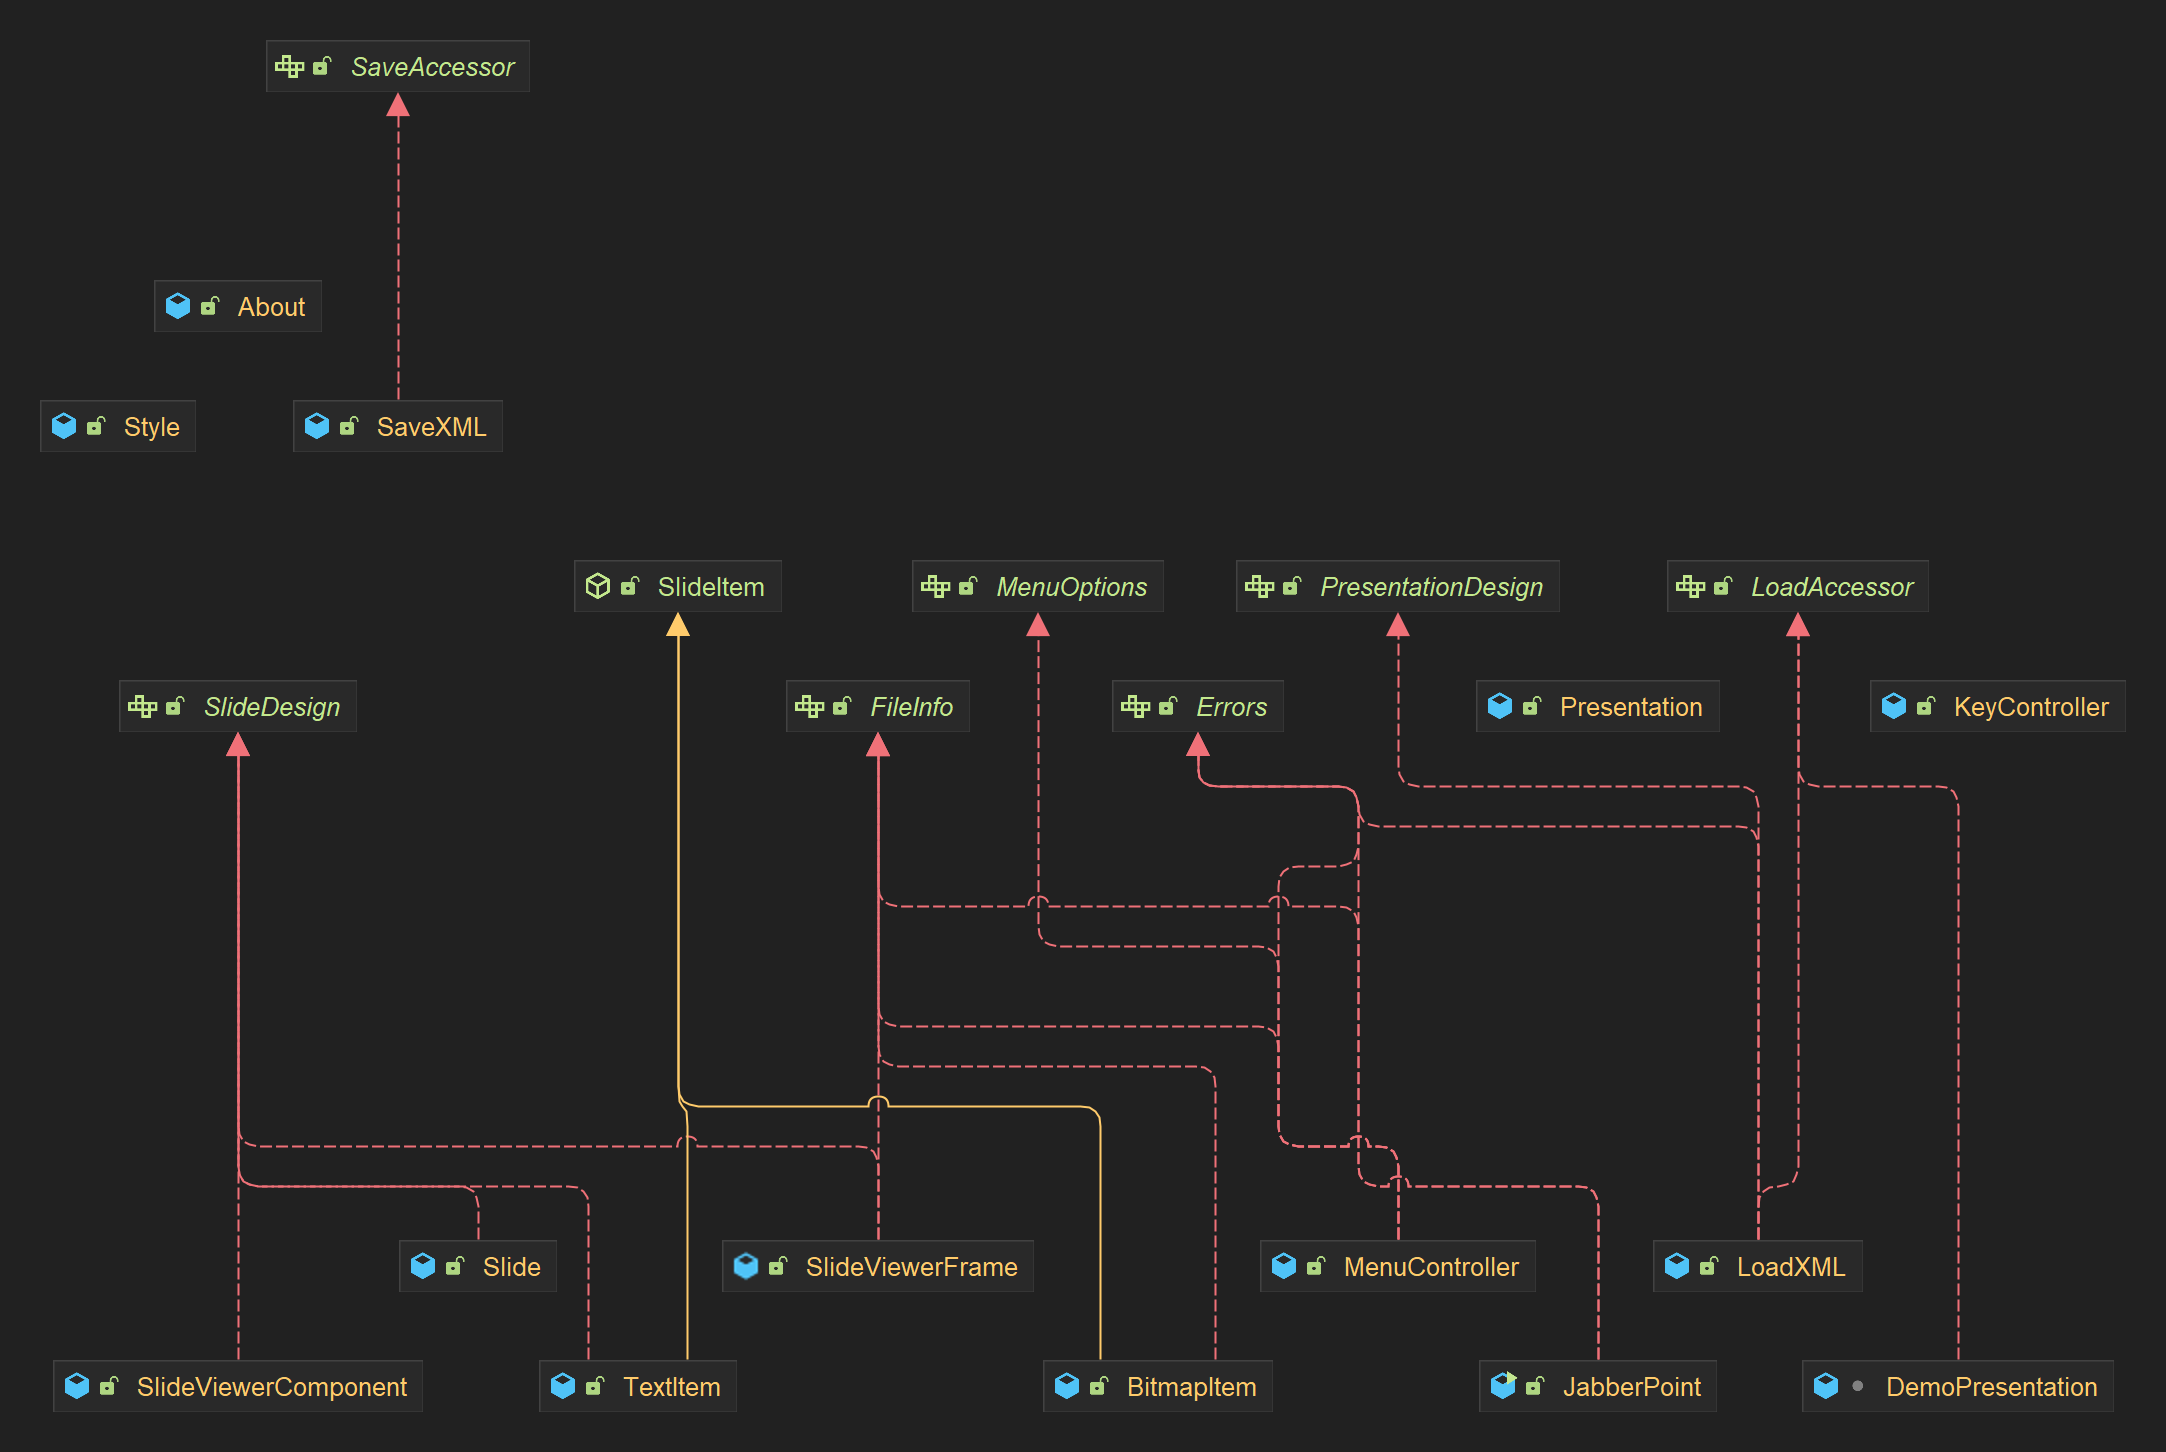 SaveAccessor
About
Style
SaveXML
SlideItem
MenuOptions
PresentationDesign
LoadAccessor
SlideDesign
FileInfo
Errors
Presentation
KeyController
Slide
SlideViewerFrame
MenuController
LoadXML
SlideViewerComponent
TextItem
BitmapItem
JabberPoint
DemoPresentation